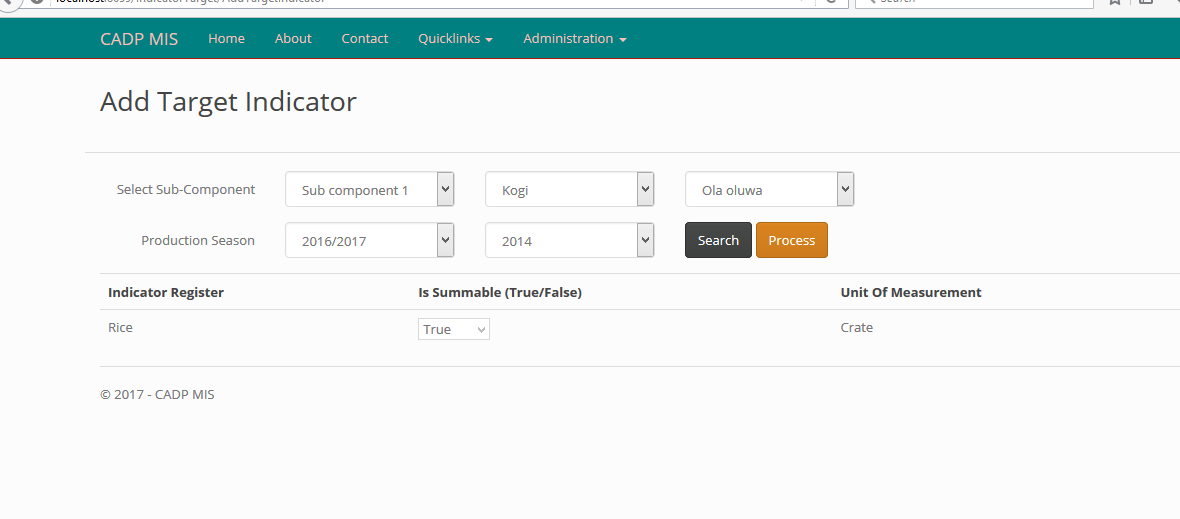 CADP MIS Home About Contact Quicklinks Administration
Add Target Indicator
Select Sub-Component Sub component 1 Kogi Ola oluwa
Production Season 2016/2017 2014 Search Process
Indicator Register Is Summable (True/False) Unit Of Measurement
Rice True Crate
© 2017 - CADP MIS